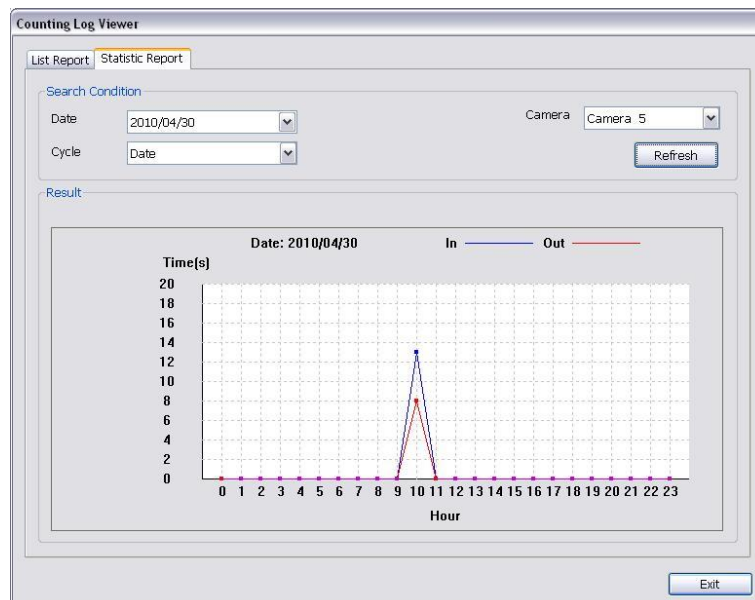 Counting Log Viewer
List Report Statistic Report
Search Condition
Date 2010/04/30 Camera Camera 5
Cycle Date Refresh
Result
Date: 2010/04/30 In Out
Time(s)
20
18
16
14
12
10
8
6
4
2
0
0 1 2 3 4 5 6 7 8 9 10 11 12 13 14 15 16 17 18 19 20 21 22 23
Hour
Exit